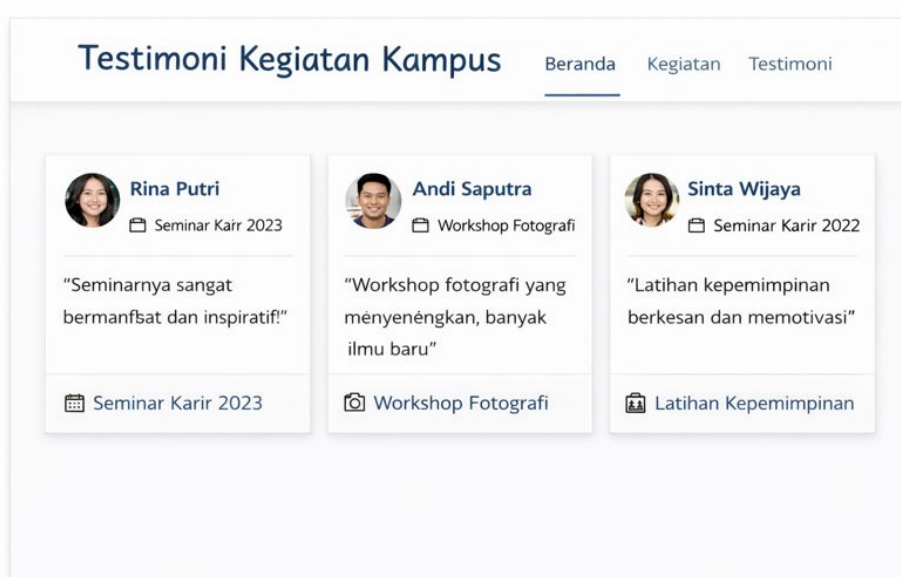 Testimoni Kegiatan Kampus
Beranda Kegiatan Testimoni
Rina Putri
Seminar Kaır 2023
"Seminarnya sangat
bermanfbat dan inspiratif!"
Seminar Karir 2023
Andi Saputra
Workshop Fotografi
"Workshop fotografi yang
ményenéngkan, banyak
ilmu baru"
Workshop Fotografi
Sinta Wijaya
Seminar Karir 2022
"Latihan kepemimpinan
berkesan dan memotivasi"
Latihan Kepemimpinan